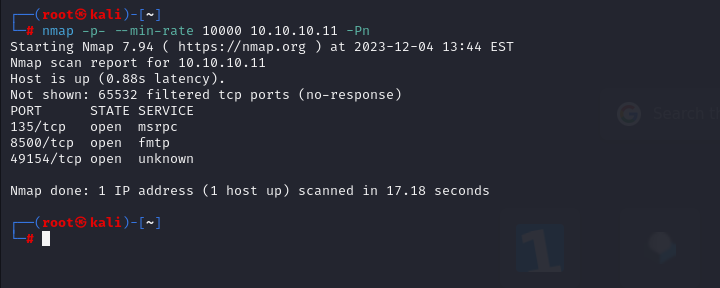 ┌──(root㉿kali)-[~]
└─# nmap -p- --min-rate 10000 10.10.10.11 -Pn
Starting Nmap 7.94 ( https://nmap.org ) at 2023-12-04 13:44 EST
Nmap scan report for 10.10.10.11
Host is up (0.88s latency).
Not shown: 65532 filtered tcp ports (no-response)
PORT      STATE SERVICE
135/tcp   open  msrpc
8500/tcp  open  fmtp
49154/tcp open  unknown

Nmap done: 1 IP address (1 host up) scanned in 17.18 seconds

┌──(root㉿kali)-[~]
└─#
Search
1